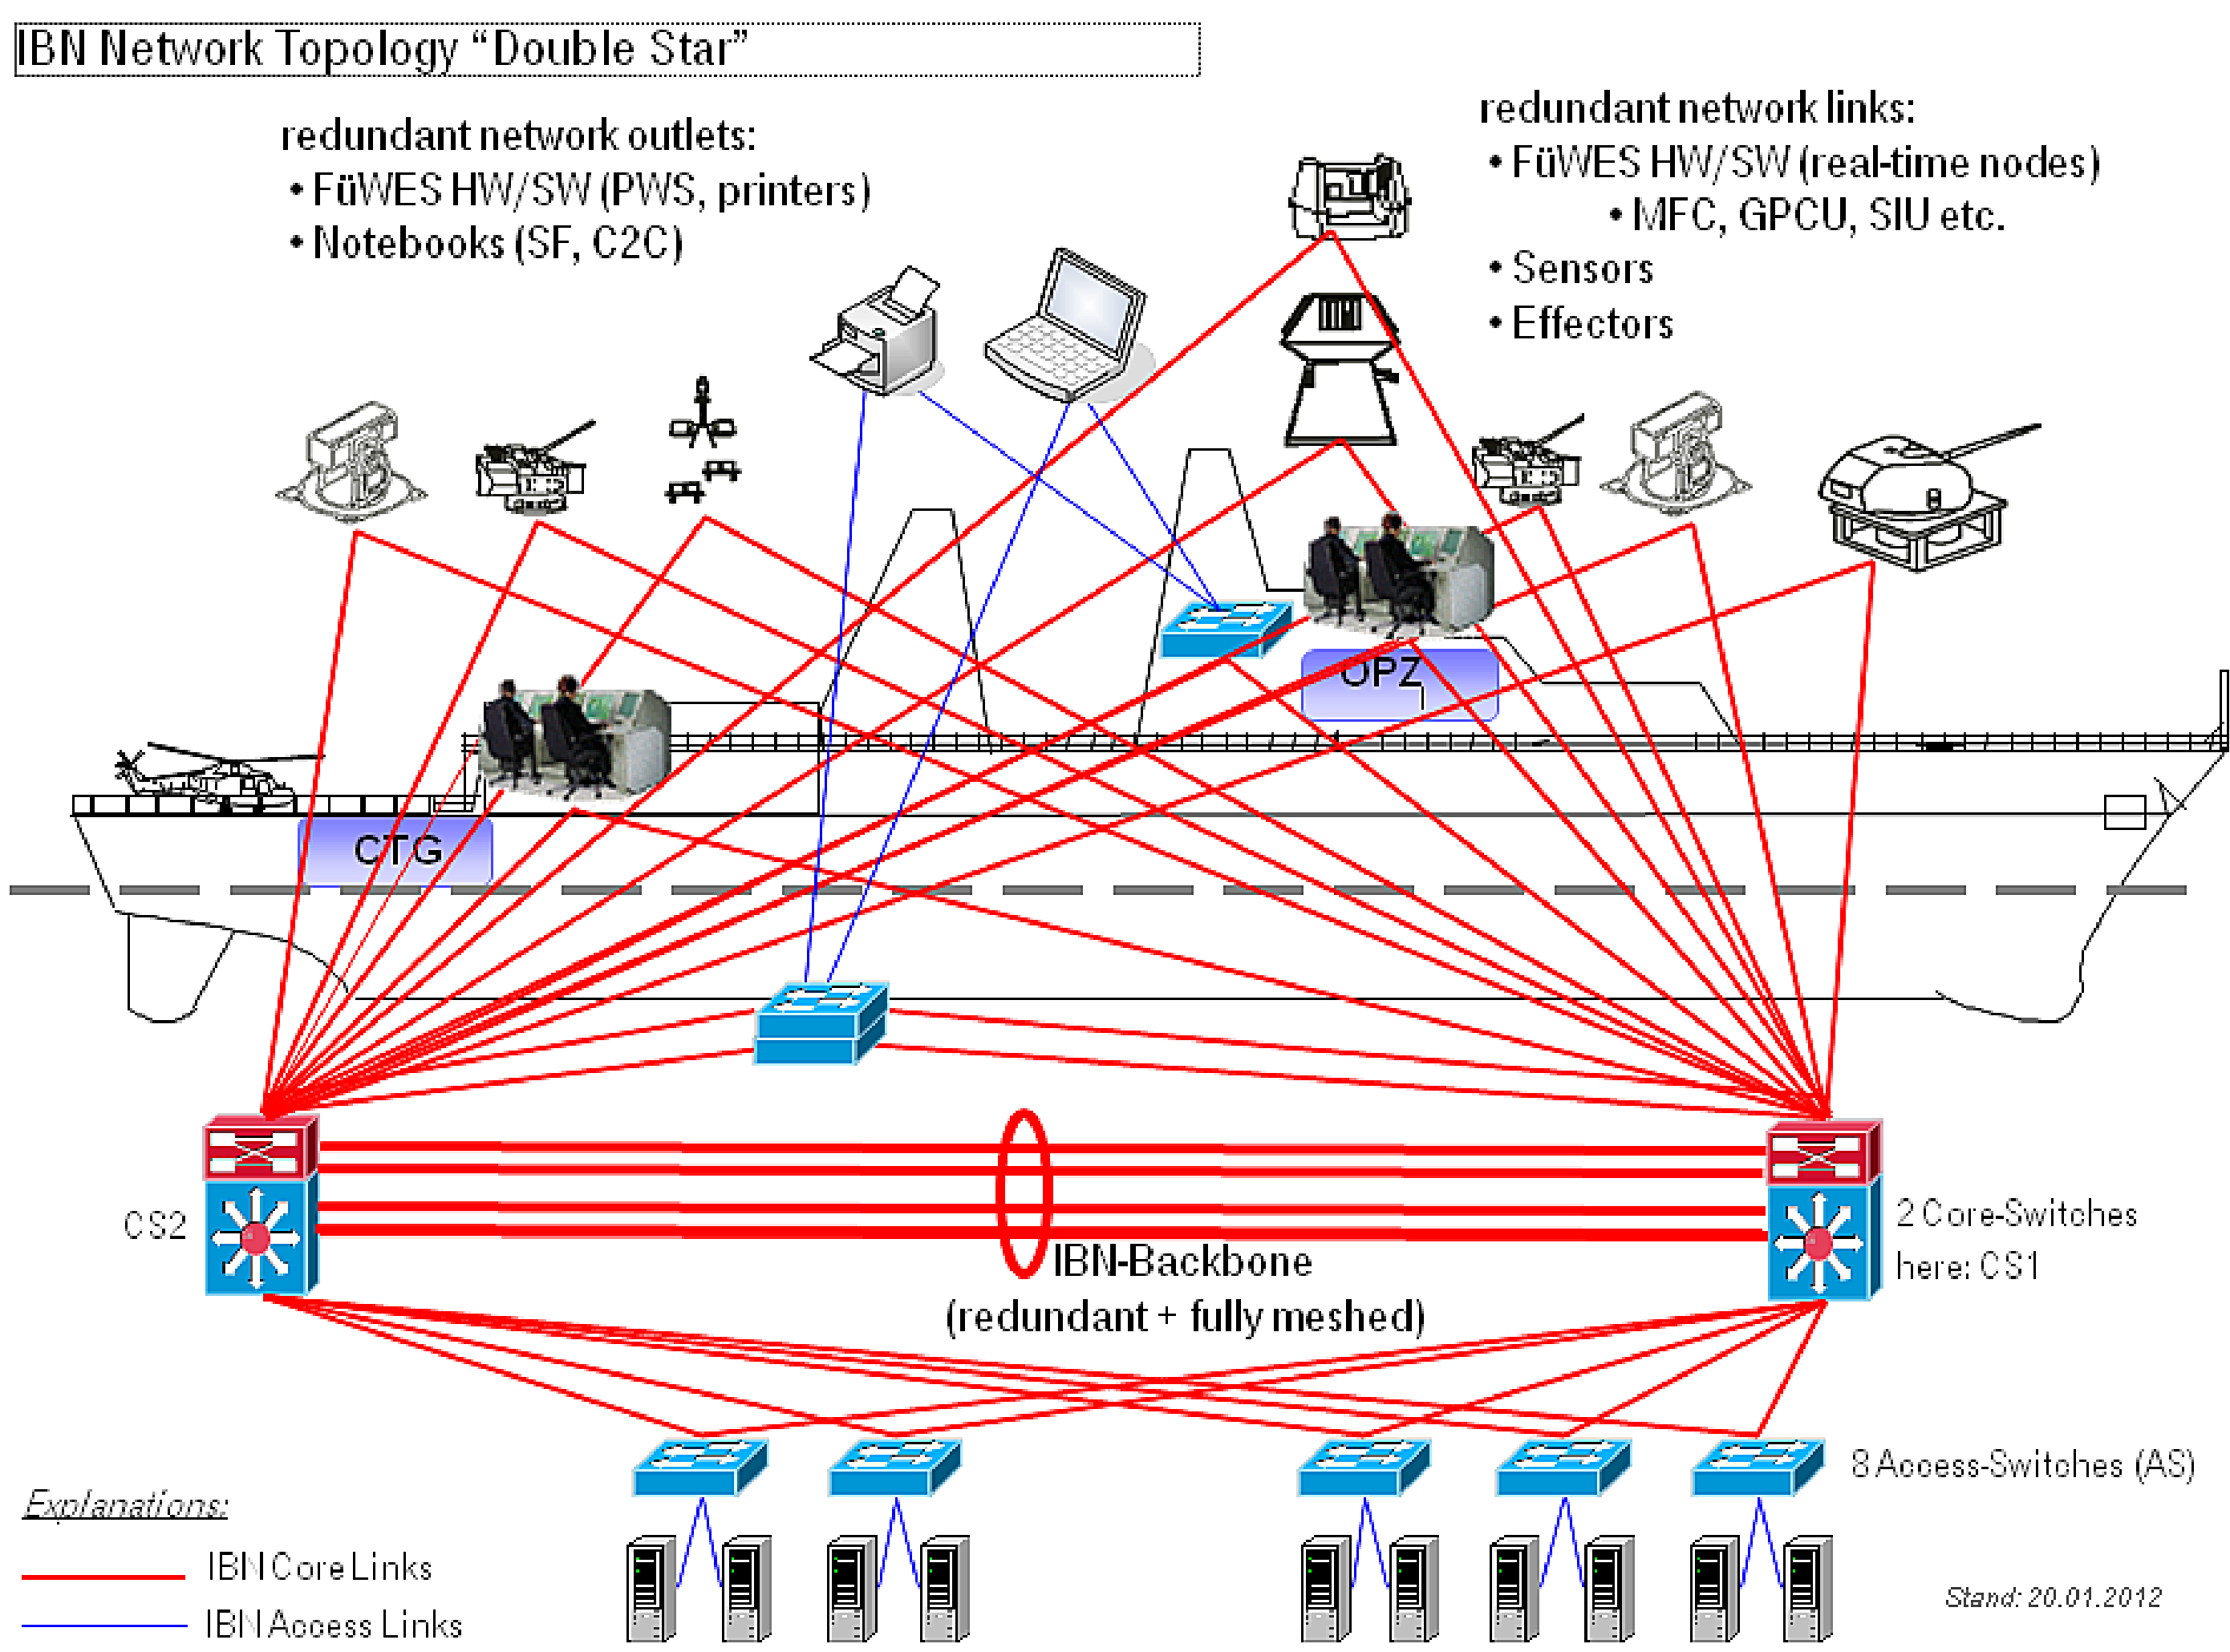 IBN Network Topology “Double Star”
redundant network outlets:
• FüWES HW/SW (PWS, printers)
• Notebooks (SF, C2C)
redundant network links:
• FüWES HW/SW (real-time nodes)
• MFC, GPCU, SIU etc.
• Sensors
• Effectors
OPZ
CTG
CS2
2 Core-Switches
here: CS1
IBN-Backbone
(redundant + fully meshed)
8 Access-Switches (AS)
Explanations:
IBN Core Links
IBN Access Links
Stand: 20.01.2012